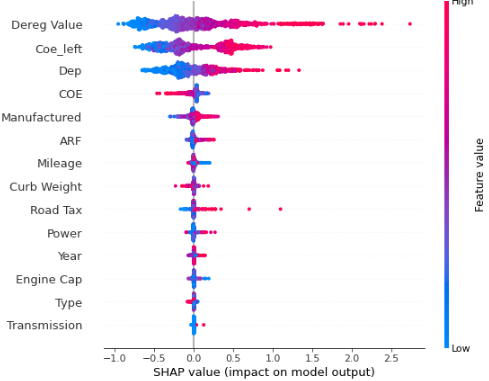 High
Dereg Value
Coe_left
Dep
COE
Manufactured
ARF
Mileage
Curb Weight
Road Tax
Power
Year
Engine Cap
Type
Transmission
Feature value
Low
−1.0 −0.5 0.0 0.5 1.0 1.5 2.0 2.5
SHAP value (impact on model output)